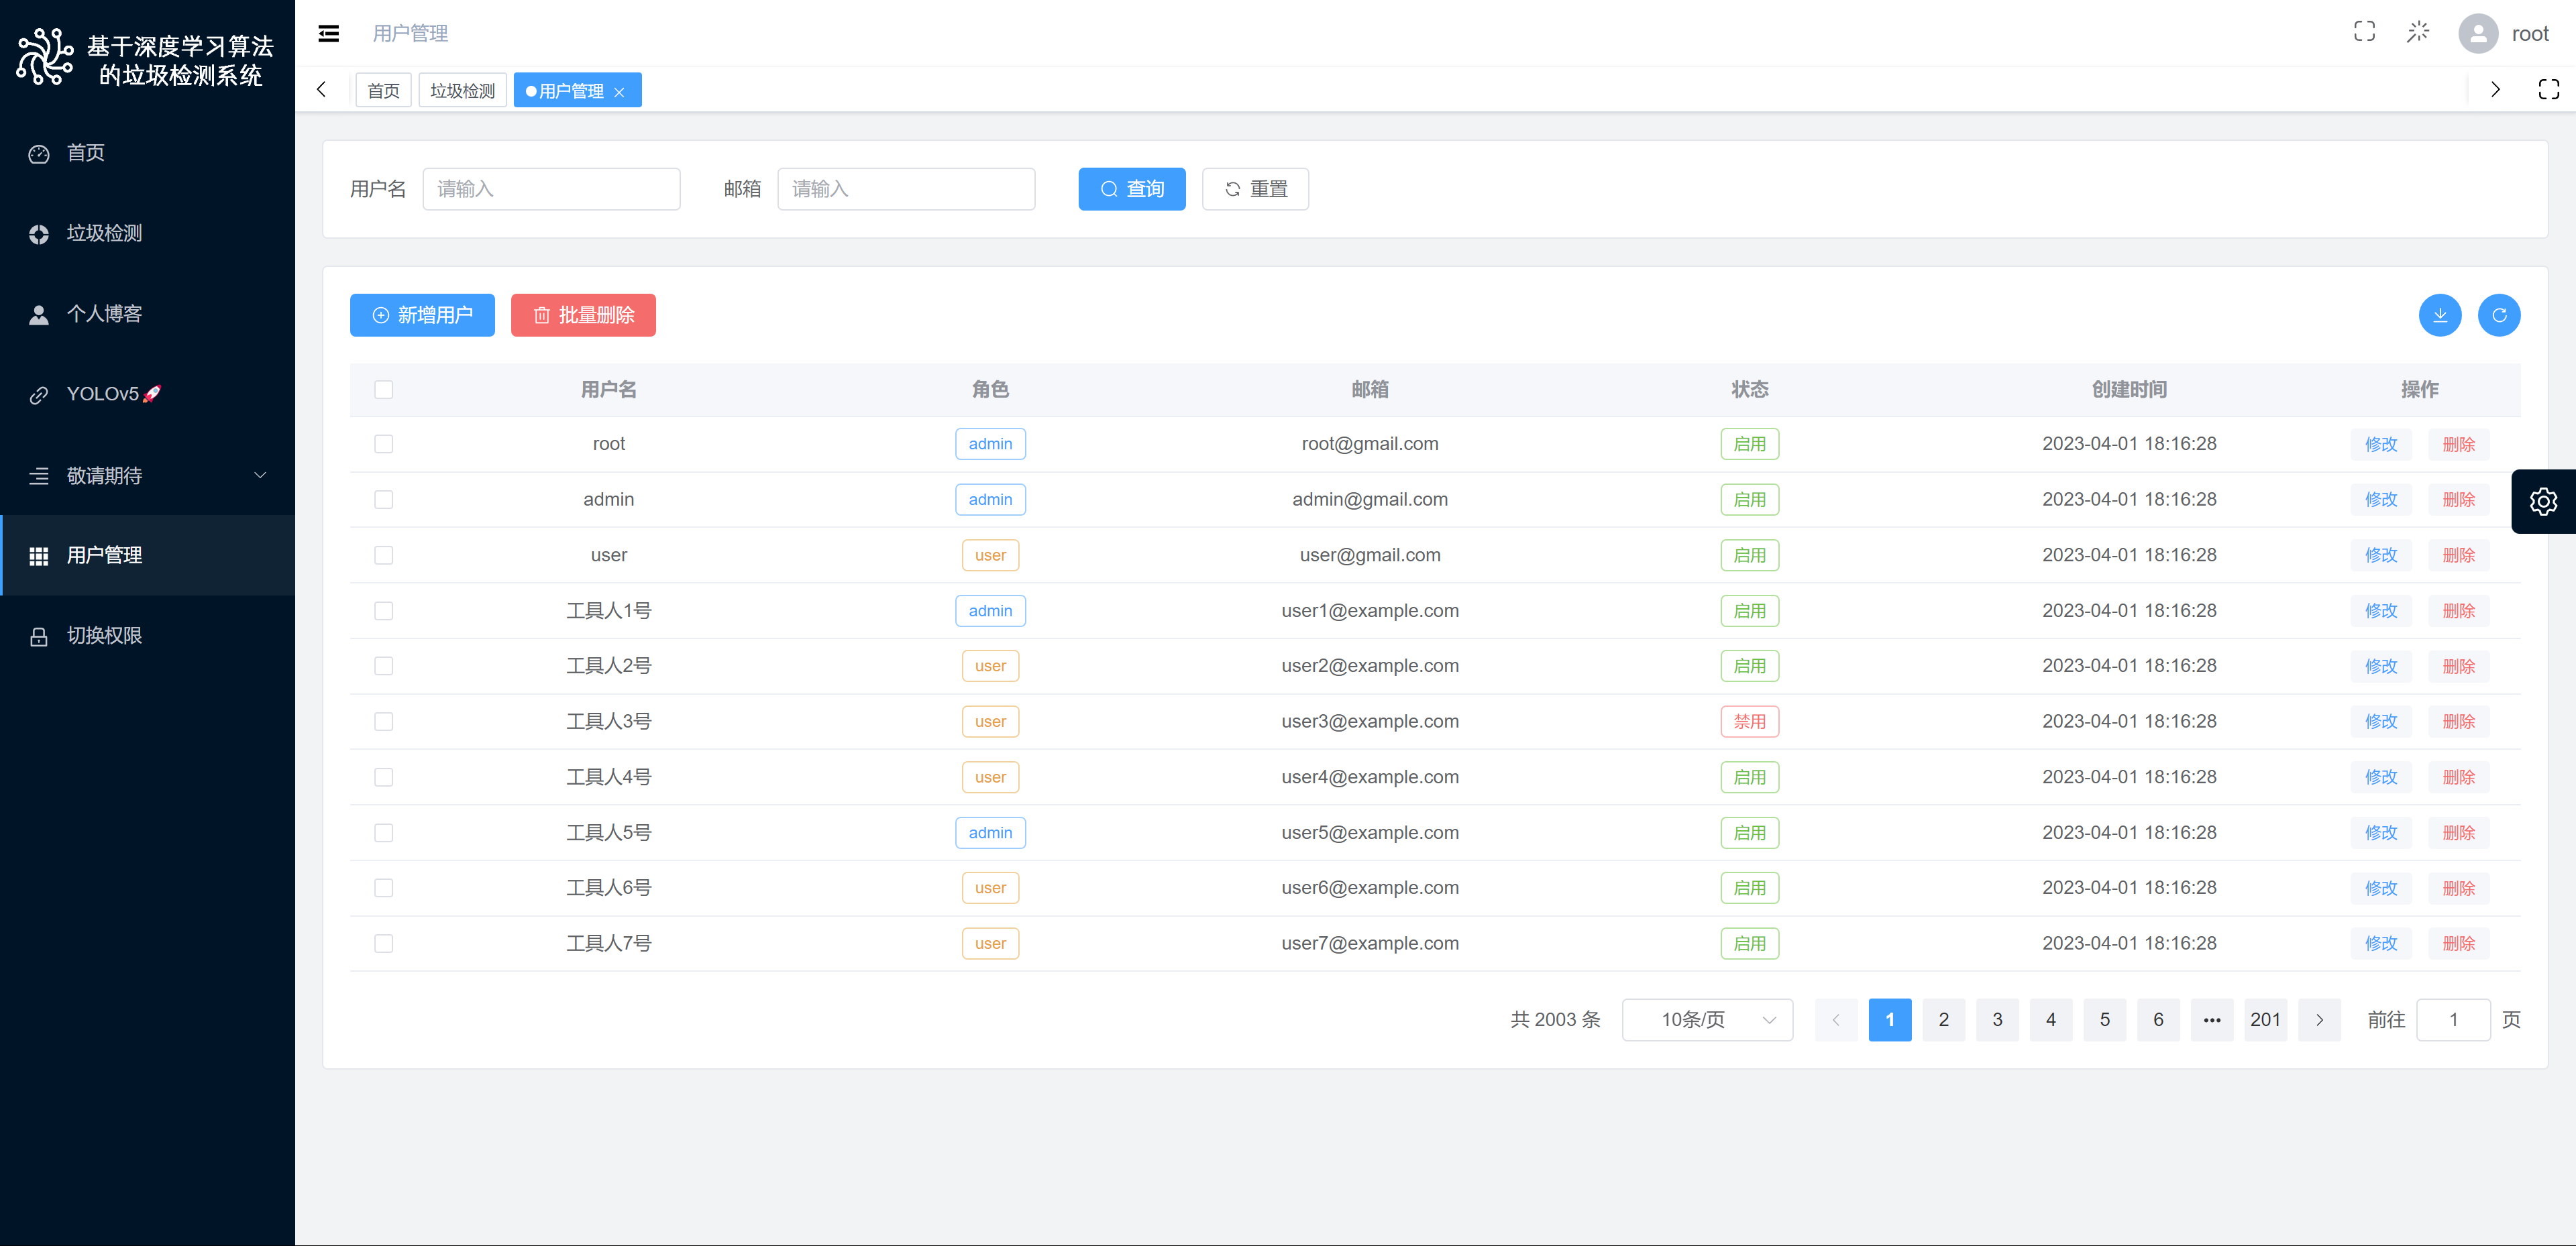 基于深度学习算法
的垃圾检测系统
首页
垃圾检测
个人博客
YOLOv5🚀
敬请期待
用户管理
切换权限
用户管理
root
首页 垃圾检测 用户管理
用户名 请输入 邮箱 请输入 查询 重置
新增用户 批量删除
用户名 角色 邮箱 状态 创建时间 操作
root admin root@gmail.com 启用 2023-04-01 18:16:28 修改 删除
admin admin admin@gmail.com 启用 2023-04-01 18:16:28 修改 删除
user user user@gmail.com 启用 2023-04-01 18:16:28 修改 删除
工具人1号 admin user1@example.com 启用 2023-04-01 18:16:28 修改 删除
工具人2号 user user2@example.com 启用 2023-04-01 18:16:28 修改 删除
工具人3号 user user3@example.com 禁用 2023-04-01 18:16:28 修改 删除
工具人4号 user user4@example.com 启用 2023-04-01 18:16:28 修改 删除
工具人5号 admin user5@example.com 启用 2023-04-01 18:16:28 修改 删除
工具人6号 user user6@example.com 启用 2023-04-01 18:16:28 修改 删除
工具人7号 user user7@example.com 启用 2023-04-01 18:16:28 修改 删除
共 2003 条 10条/页 1 2 3 4 5 6 ••• 201 前往 1 页